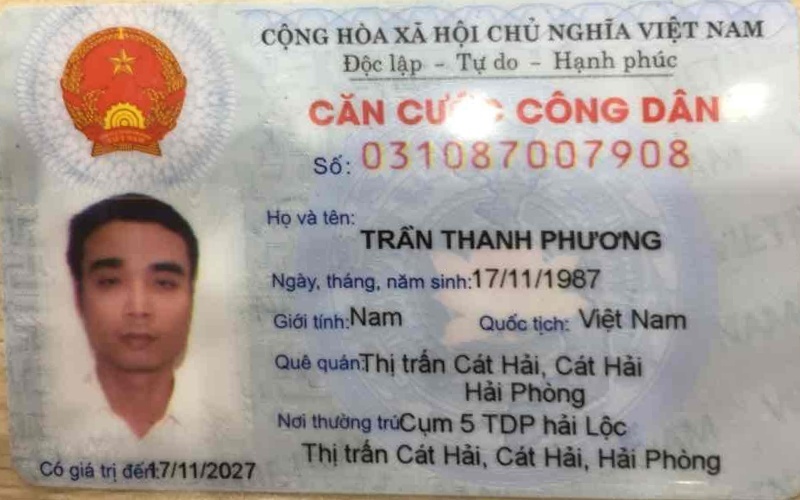 CỘNG HÒA XÃ HỘI CHỦ NGHĨA VIỆT NAM
Độc lập - Tự do - Hạnh phúc
CĂN CƯỚC CÔNG DÂN
Số: 031087007908
Họ và tên:
TRẦN THANH PHƯƠNG
Ngày, tháng, năm sinh:17/11/1987
Giới tính:Nam Quốc tịch: Việt Nam
Quê quán:Thị trấn Cát Hải, Cát Hải
Hải Phòng
Nơi thường trú:Cụm 5 TDP hải Lộc
Thị trấn Cát Hải, Cát Hải, Hải Phòng
Có giá trị đến:17/11/2027